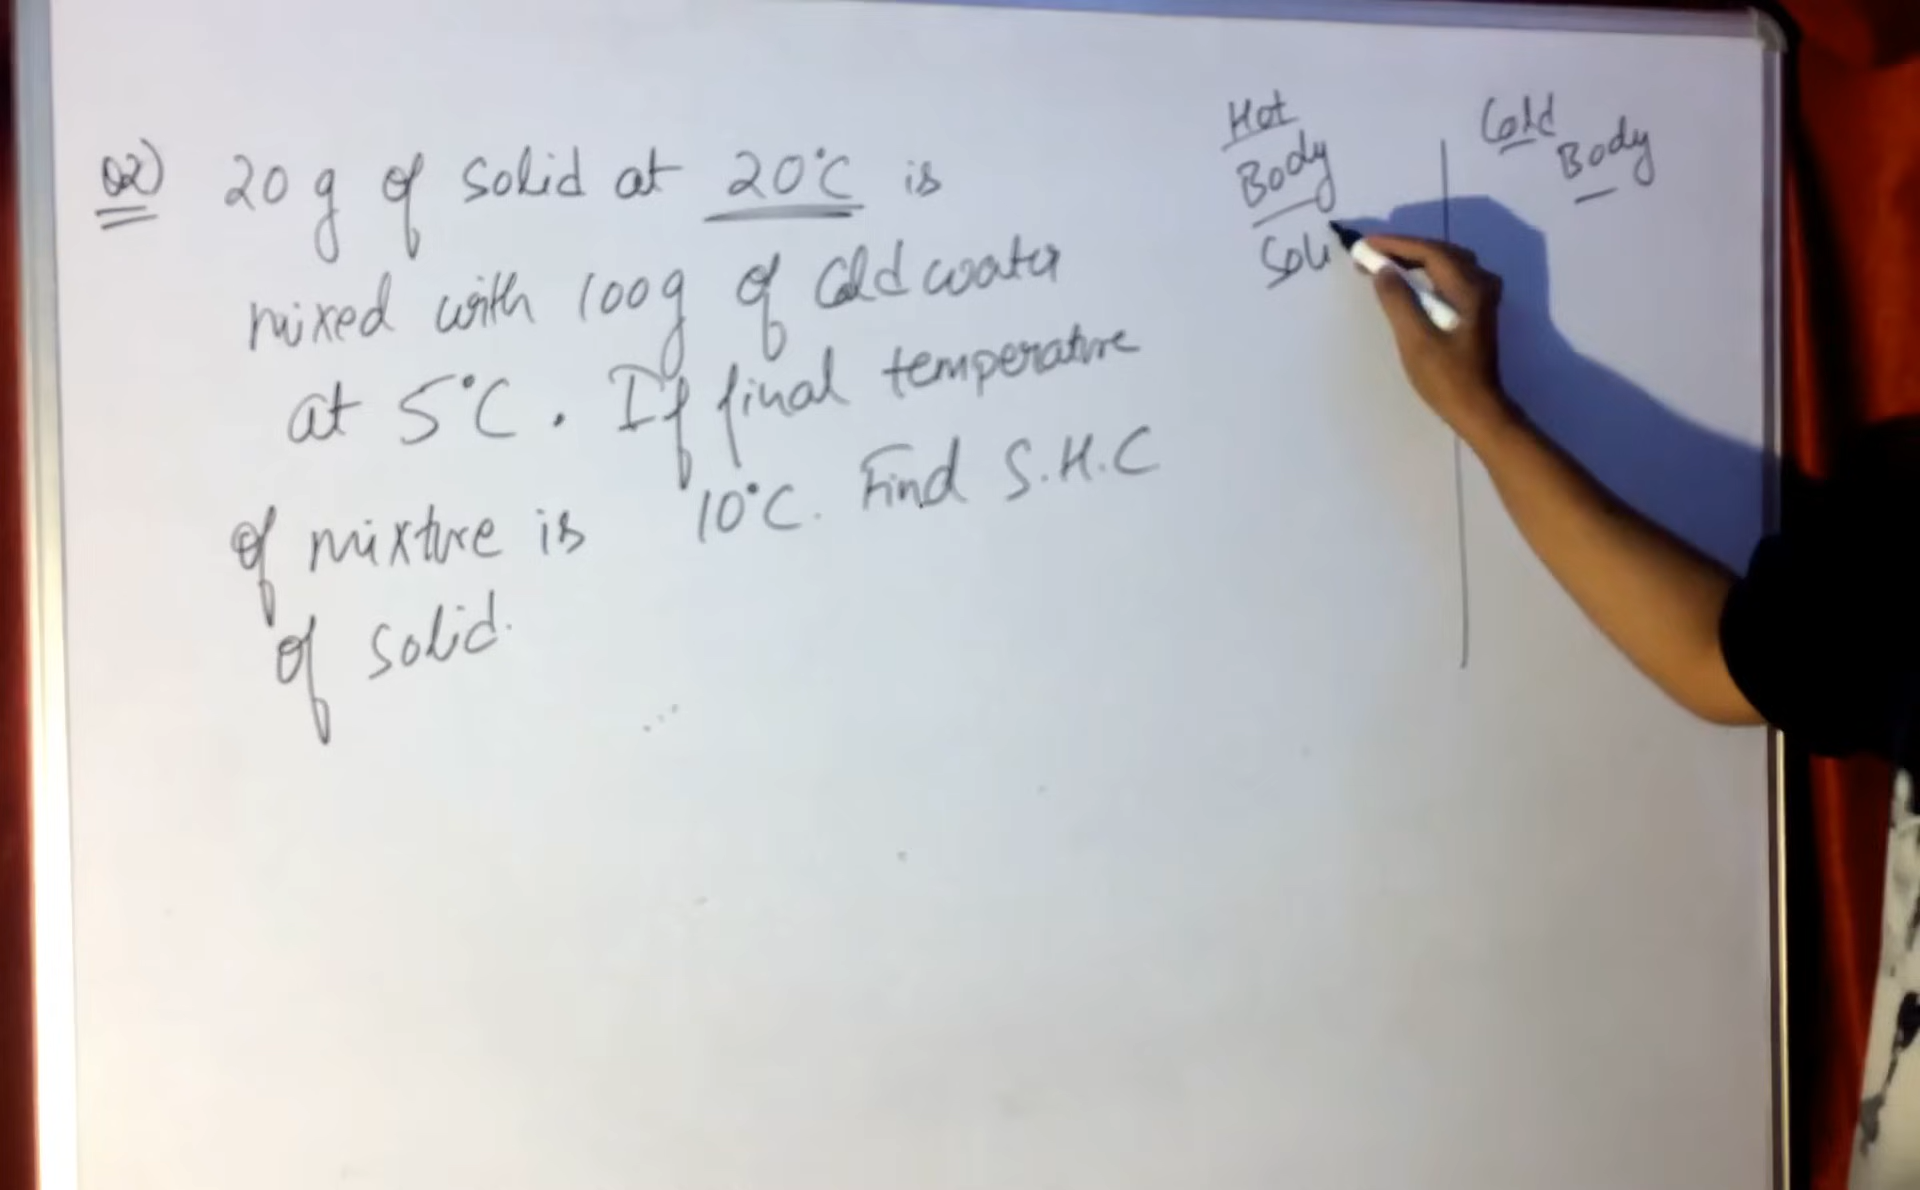 Q2) 20 g of solid at 20°C is
mixed with 100g of Cold water
at 5°C. If final temperature
of mixture is 10°C. Find S.H.C
of solid.
Hot
Body
Soli
Cold
Body